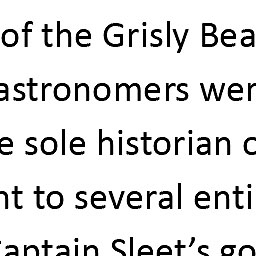 of the Grisly Bea
astronomers wer
e sole historian o
nt to several enti
Captain Sleet’s go